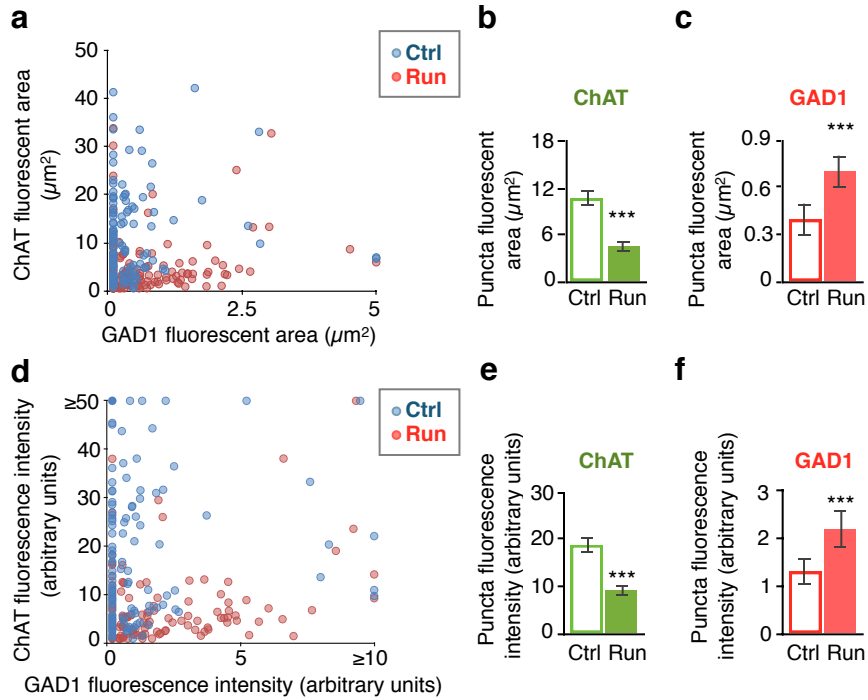 a
ChAT fluorescent area
(µm²)
50
40
30
20
10
0
0
2.5
5
GAD1 fluorescent area (µm²)
Ctrl
Run
b
ChAT
Puncta fluorescent
area (µm²)
18
12
6
0
***
Ctrl Run
c
GAD1
Puncta fluorescent
area (µm²)
0.9
0.6
0.3
0
***
Ctrl Run
d
ChAT fluorescence intensity
(arbitrary units)
≥50
40
30
20
10
0
0
5
≥10
GAD1 fluorescence intensity (arbitrary units)
Ctrl
Run
e
ChAT
Puncta fluorescence
intensity (arbitrary units)
30
20
10
0
***
Ctrl Run
f
GAD1
Puncta fluorescence
intensity (arbitrary units)
3
2
1
0
***
Ctrl Run